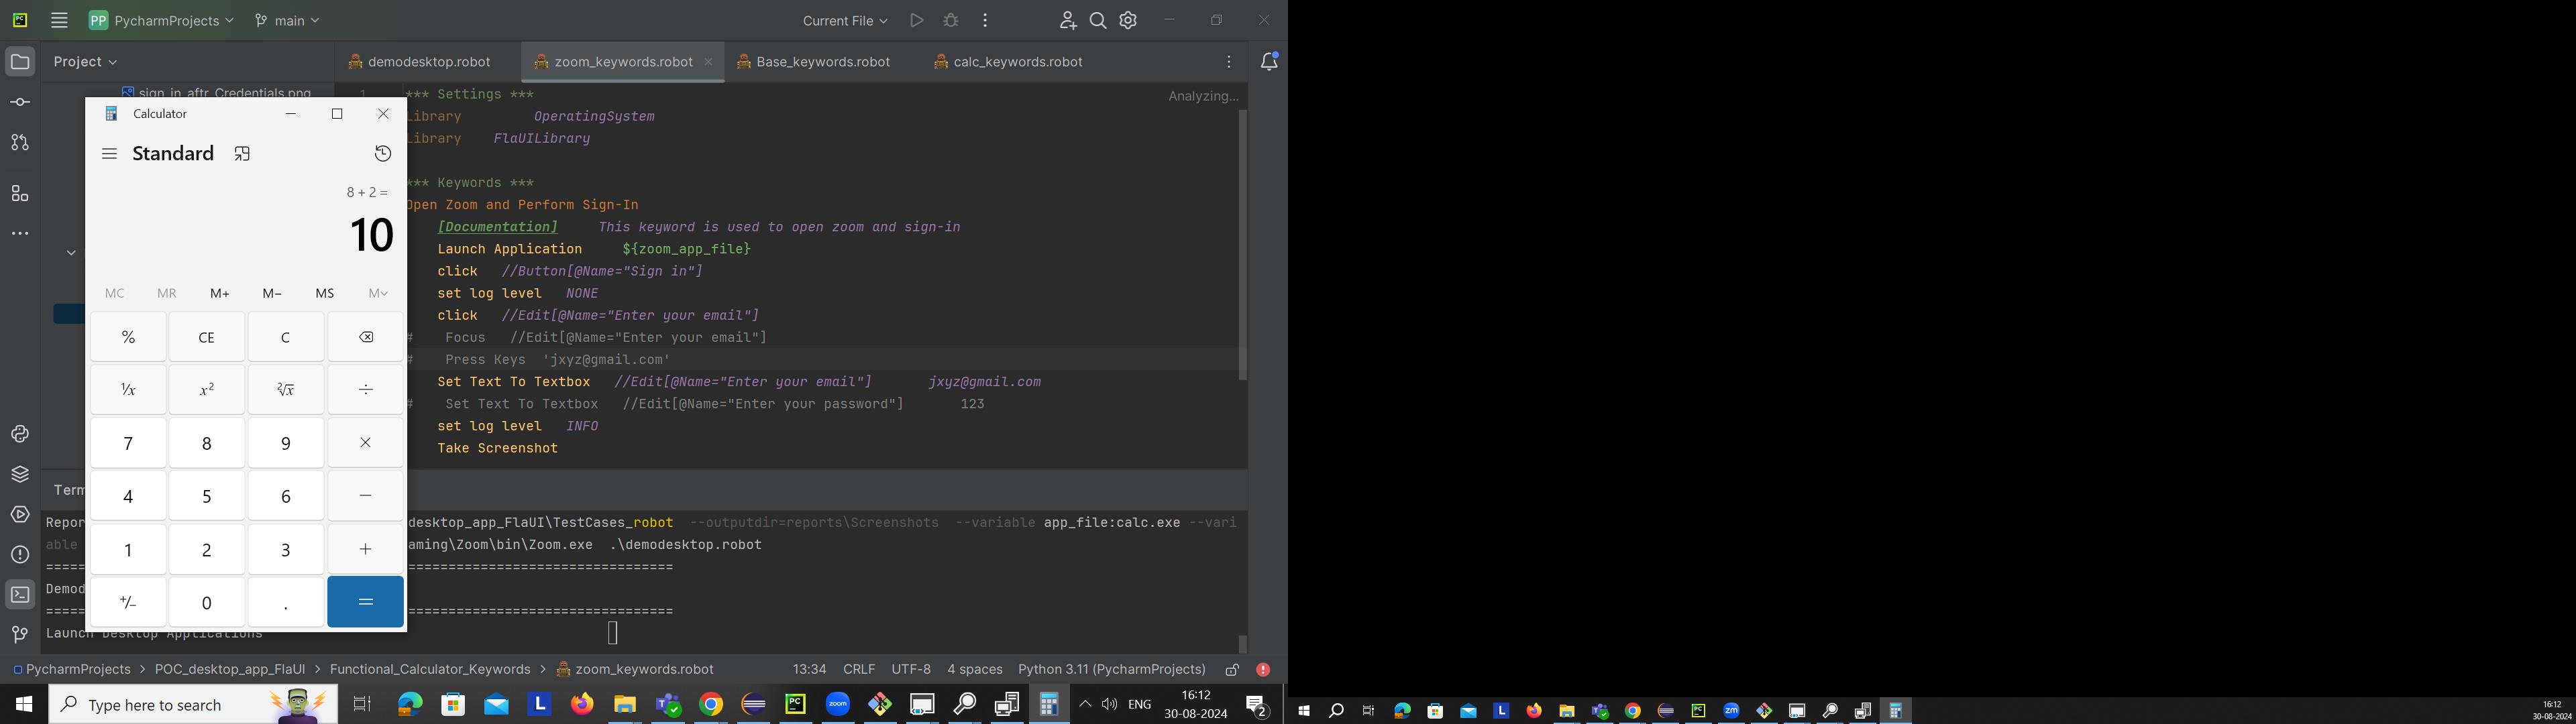 PC
PP PycharmProjects main Current File
Project demodesktop.robot zoom_keywords.robot Base_keywords.robot calc_keywords.robot
sign_in_aftr_Credentials.png
Calculator
Standard
8 + 2 =
10
MC MR M+ M− MS M
% CE C
¹/x x² ²√x ÷
7 8 9 ×
4 5 6 −
1 2 3 +
+/− 0 . =
1 *** Settings *** Analyzing...
Library OperatingSystem
Library FlaUILibrary
*** Keywords ***
Open Zoom and Perform Sign-In
[Documentation] This keyword is used to open zoom and sign-in
Launch Application ${zoom_app_file}
click //Button[@Name="Sign in"]
set log level NONE
click //Edit[@Name="Enter your email"]
# Focus //Edit[@Name="Enter your email"]
# Press Keys 'jxyz@gmail.com'
Set Text To Textbox //Edit[@Name="Enter your email"] jxyz@gmail.com
# Set Text To Textbox //Edit[@Name="Enter your password"] 123
set log level INFO
Take Screenshot
Term
Repor desktop_app_FlaUI\TestCases_robot --outputdir=reports\Screenshots --variable app_file:calc.exe --vari
able aming\Zoom\bin\Zoom.exe .\demodesktop.robot
===== =================================
Demod
===== =================================
Launch Desktop Applications
PycharmProjects > POC_desktop_app_FlaUI > Functional_Calculator_Keywords > zoom_keywords.robot 13:34 CRLF UTF-8 4 spaces Python 3.11 (PycharmProjects)
Type here to search L PC zoom ENG 16:12
30-08-2024 2
L PC zm 16:12
30-08-2024